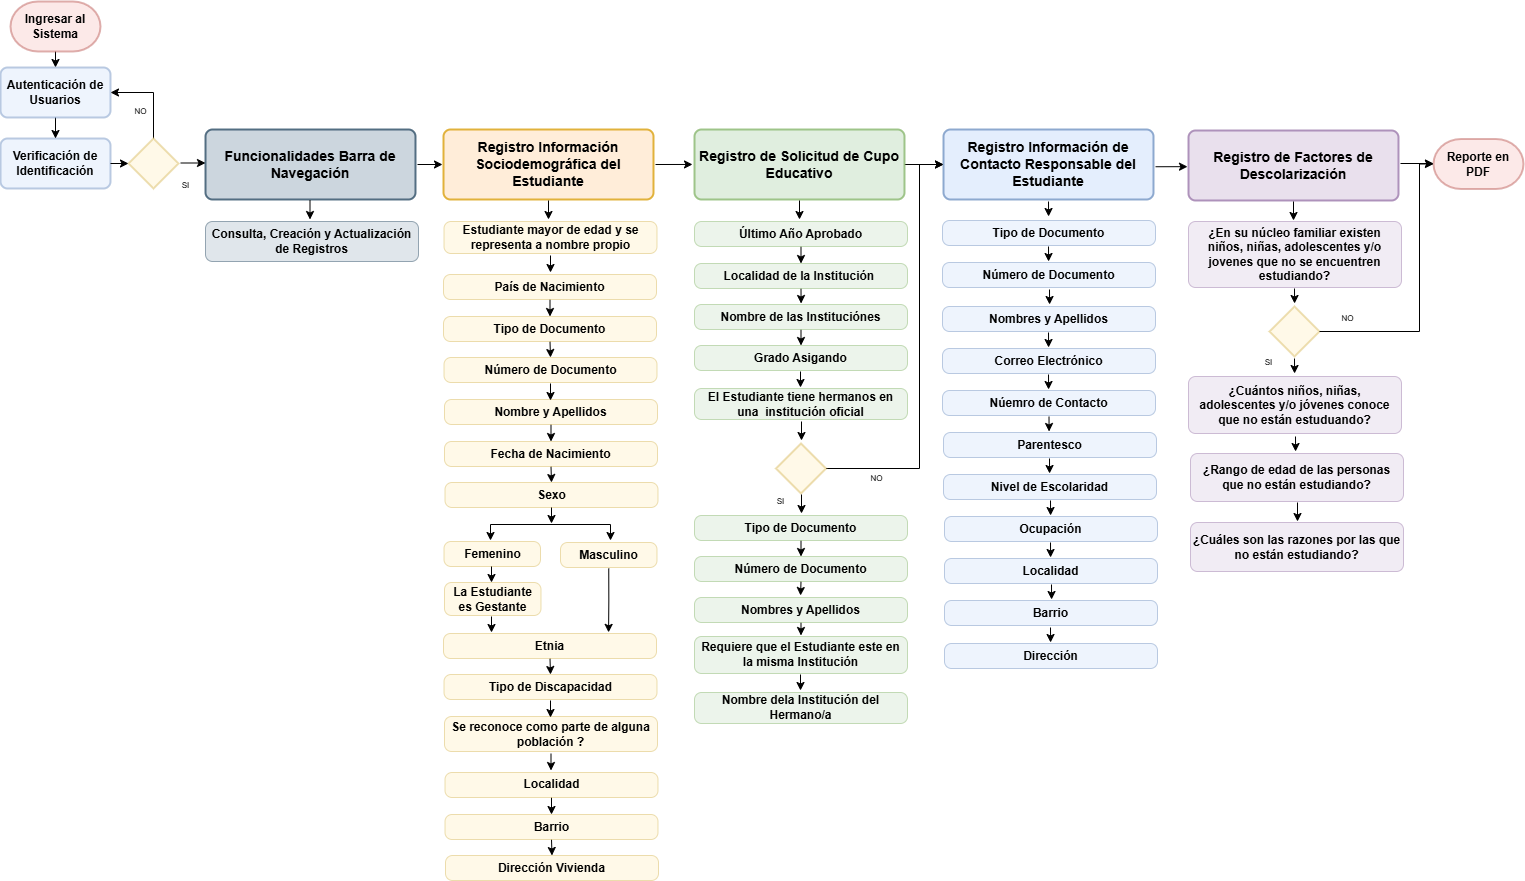 Ingresar al
Sistema
Autenticación de
Usuarios
NO
Verificación de
Identificación
SI
Funcionalidades Barra de
Navegación
Consulta, Creación y Actualización
de Registros
Registro Información
Sociodemográfica del
Estudiante
Estudiante mayor de edad y se
representa a nombre propio
País de Nacimiento
Tipo de Documento
Número de Documento
Nombre y Apellidos
Fecha de Nacimiento
Sexo
Femenino
Masculino
La Estudiante
es Gestante
Etnia
Tipo de Discapacidad
Se reconoce como parte de alguna
población ?
Localidad
Barrio
Dirección Vivienda
Registro de Solicitud de Cupo
Educativo
Último Año Aprobado
Localidad de la Institución
Nombre de las Instituciónes
Grado Asigando
El Estudiante tiene hermanos en
una institución oficial
NO
SI
Tipo de Documento
Número de Documento
Nombres y Apellidos
Requiere que el Estudiante este en
la misma Institución
Nombre dela Institución del
Hermano/a
Registro Información de
Contacto Responsable del
Estudiante
Tipo de Documento
Número de Documento
Nombres y Apellidos
Correo Electrónico
Núemro de Contacto
Parentesco
Nivel de Escolaridad
Ocupación
Localidad
Barrio
Dirección
Registro de Factores de
Descolarización
¿En su núcleo familiar existen
niños, niñas, adolescentes y/o
jovenes que no se encuentren
estudiando?
NO
SI
¿Cuántos niños, niñas,
adolescentes y/o jóvenes conoce
que no están estuduando?
¿Rango de edad de las personas
que no están estudiando?
¿Cuáles son las razones por las que
no están estudiando?
Reporte en
PDF